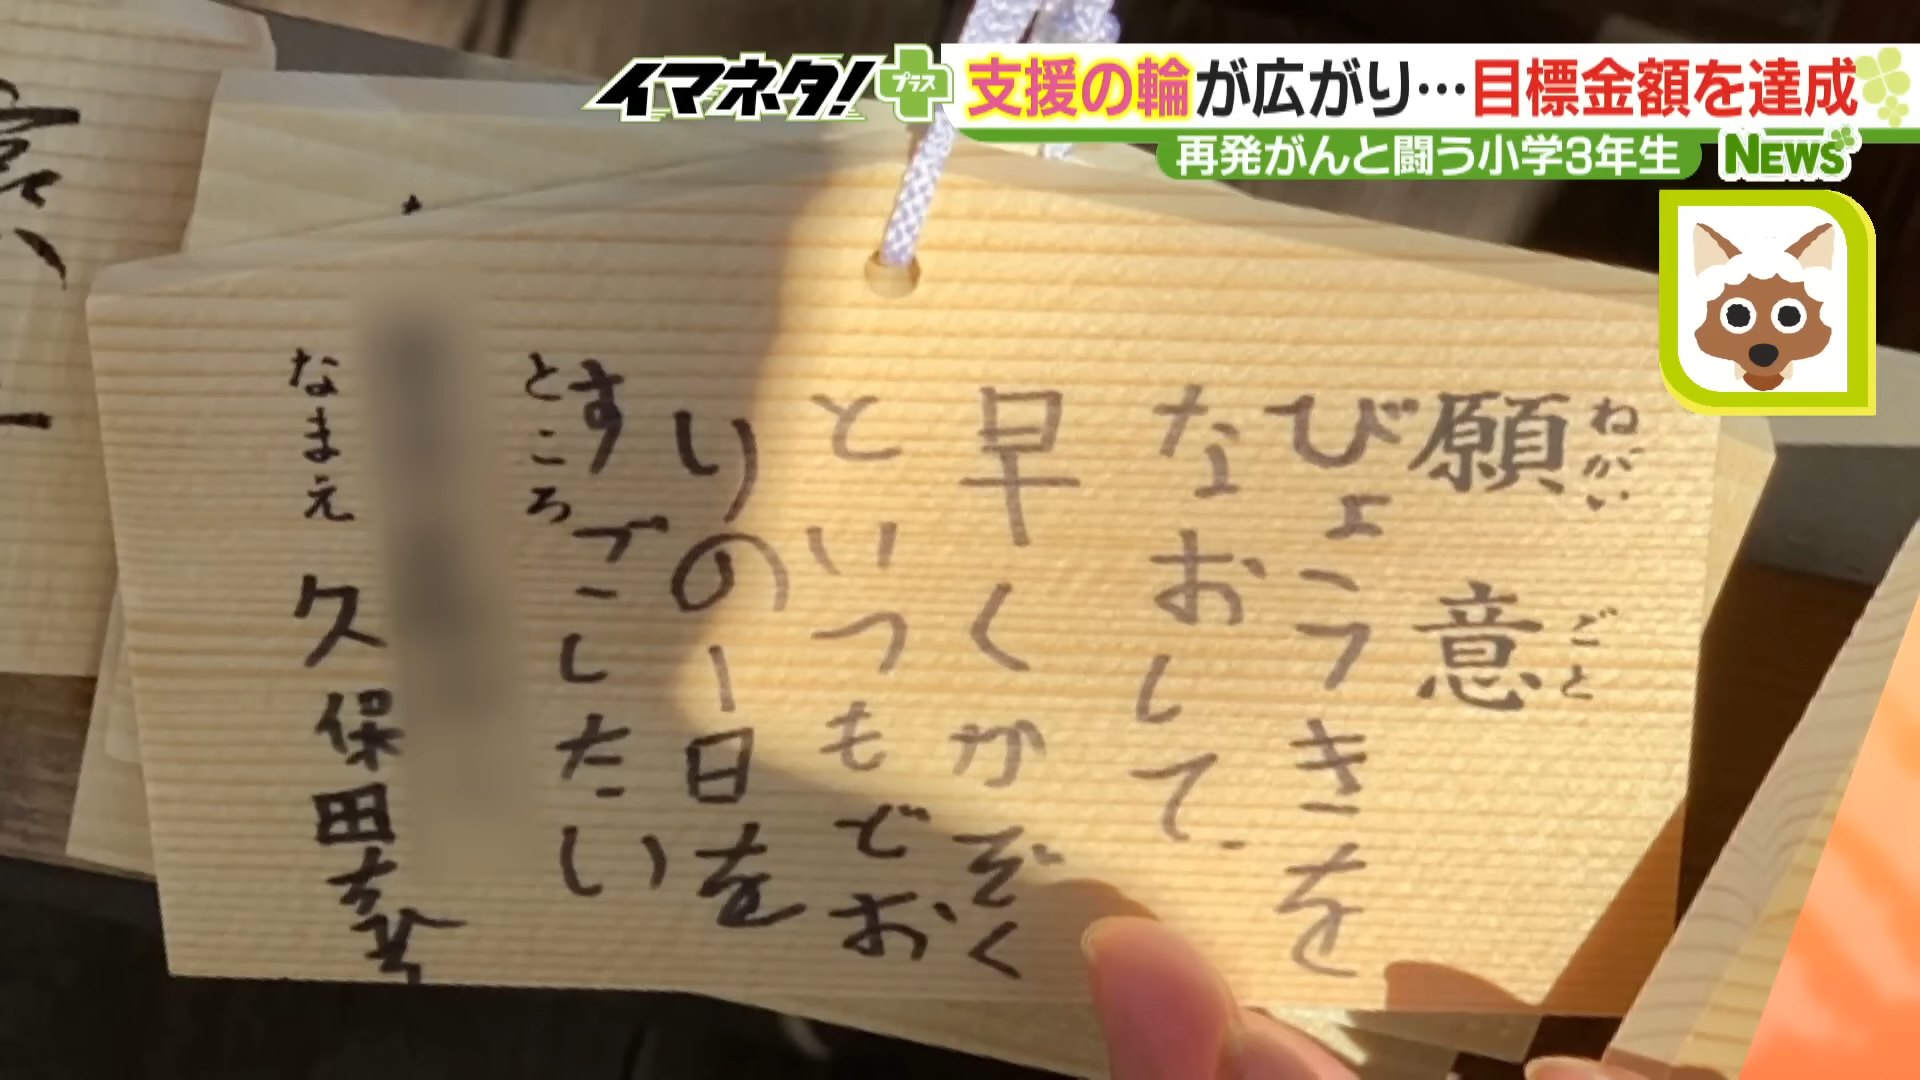 イマネタ!
プラス
支援の輪が広がり…目標金額を達成
再発がんと闘う小学3年生
NEWS
ねがい ごと
願意
びょうきを
なおして、
早くかぞく
といつもどお
りの一日を
すごしたい
ところ
なまえ
久保田